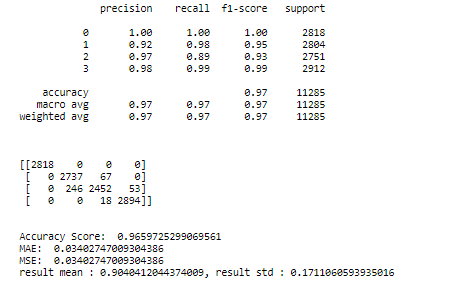 precision recall f1-score support
0 1.00 1.00 1.00 2818
1 0.92 0.98 0.95 2804
2 0.97 0.89 0.93 2751
3 0.98 0.99 0.99 2912
accuracy 0.97 11285
macro avg 0.97 0.97 0.97 11285
weighted avg 0.97 0.97 0.97 11285
[[2818 0 0 0]
[ 0 2737 67 0]
[ 0 246 2452 53]
[ 0 0 18 2894]]
Accuracy Score: 0.9659725299069561
MAE: 0.03402747009304386
MSE: 0.03402747009304386
result mean : 0.9040412044374009, result std : 0.1711060593935016